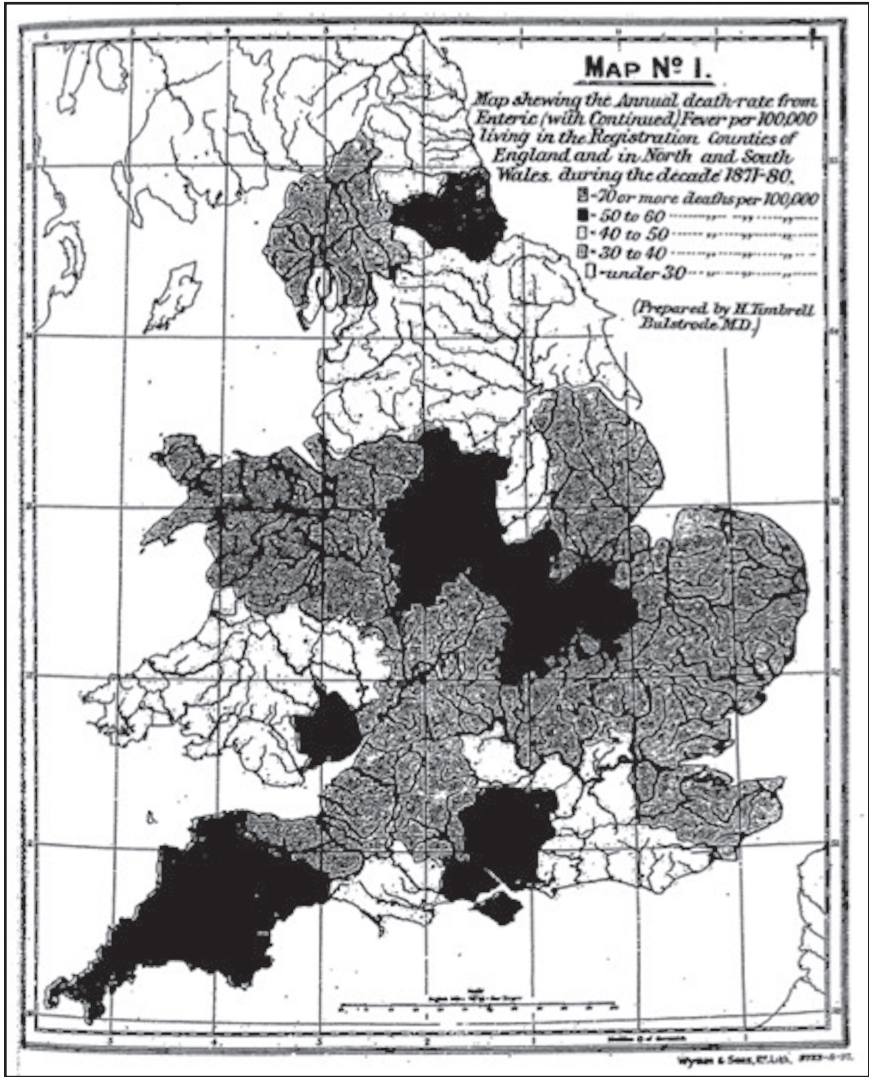 MAP Nº 1.
Map shewing the Annual death-rate from
Enteric (with Continued) Fever per 100,000
living in the Registration Counties of
England and in North and South
Wales, during the decade 1871-80.
-70 or more deaths per 100,000
-50 to 60 " " "
-40 to 50 " " "
-30 to 40 " " "
-under 30 " " "
(Prepared by H. Timbrell
Bulstrode M.D.)
Wyman & Sons, Ltd. Lith.